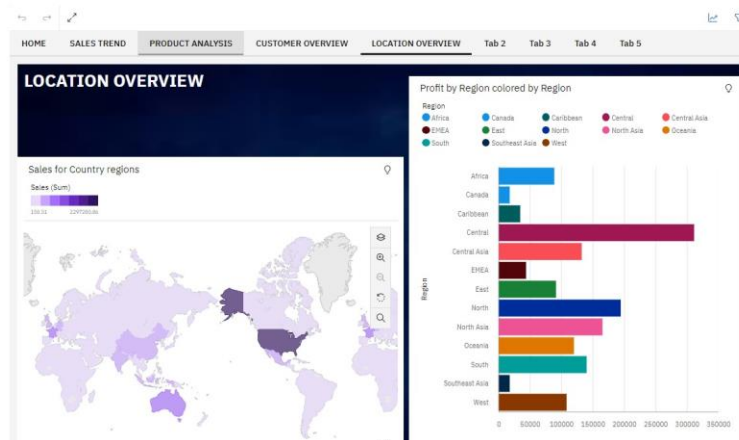 HOME SALES TREND PRODUCT ANALYSIS CUSTOMER OVERVIEW LOCATION OVERVIEW Tab 2 Tab 3 Tab 4 Tab 5
LOCATION OVERVIEW
Sales for Country regions
Sales (Sum)
Profit by Region colored by Region
Region
Africa Canada Caribbean Central Central Asia
EMEA East North North Asia Oceania
South Southeast Asia West
Region
Africa
Canada
Caribbean
Central
Central Asia
EMEA
East
North
North Asia
Oceania
South
Southeast Asia
West
0 50000 100000 150000 200000 250000 300000 350000